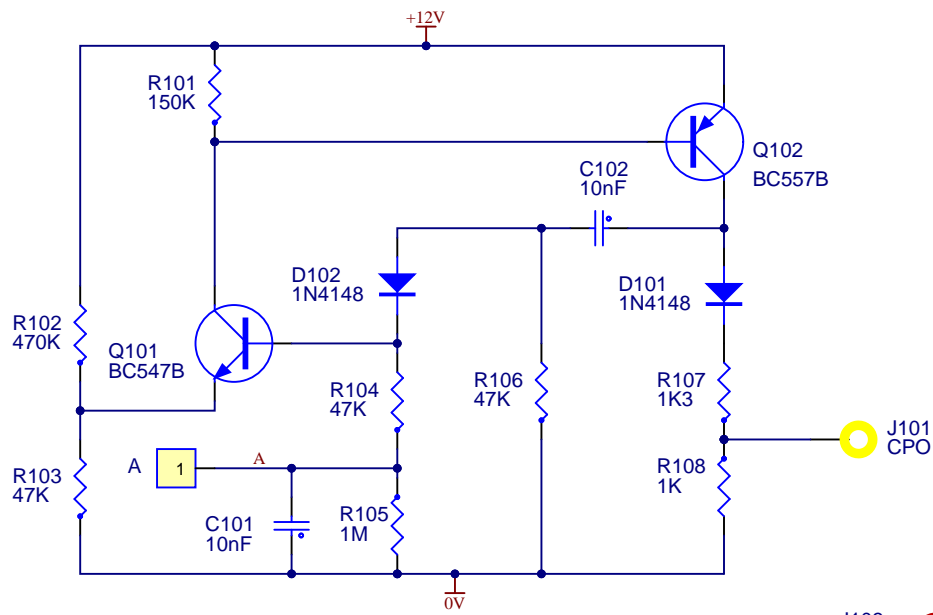 +12V
R101
150K
Q102
BC557B
C102
10nF
D102
1N4148
D101
1N4148
R102
470K
Q101
BC547B
R104
47K
R106
47K
R107
1K3
J101
CPO
A
1
A
R103
47K
R108
1K
C101
10nF
R105
1M
0V